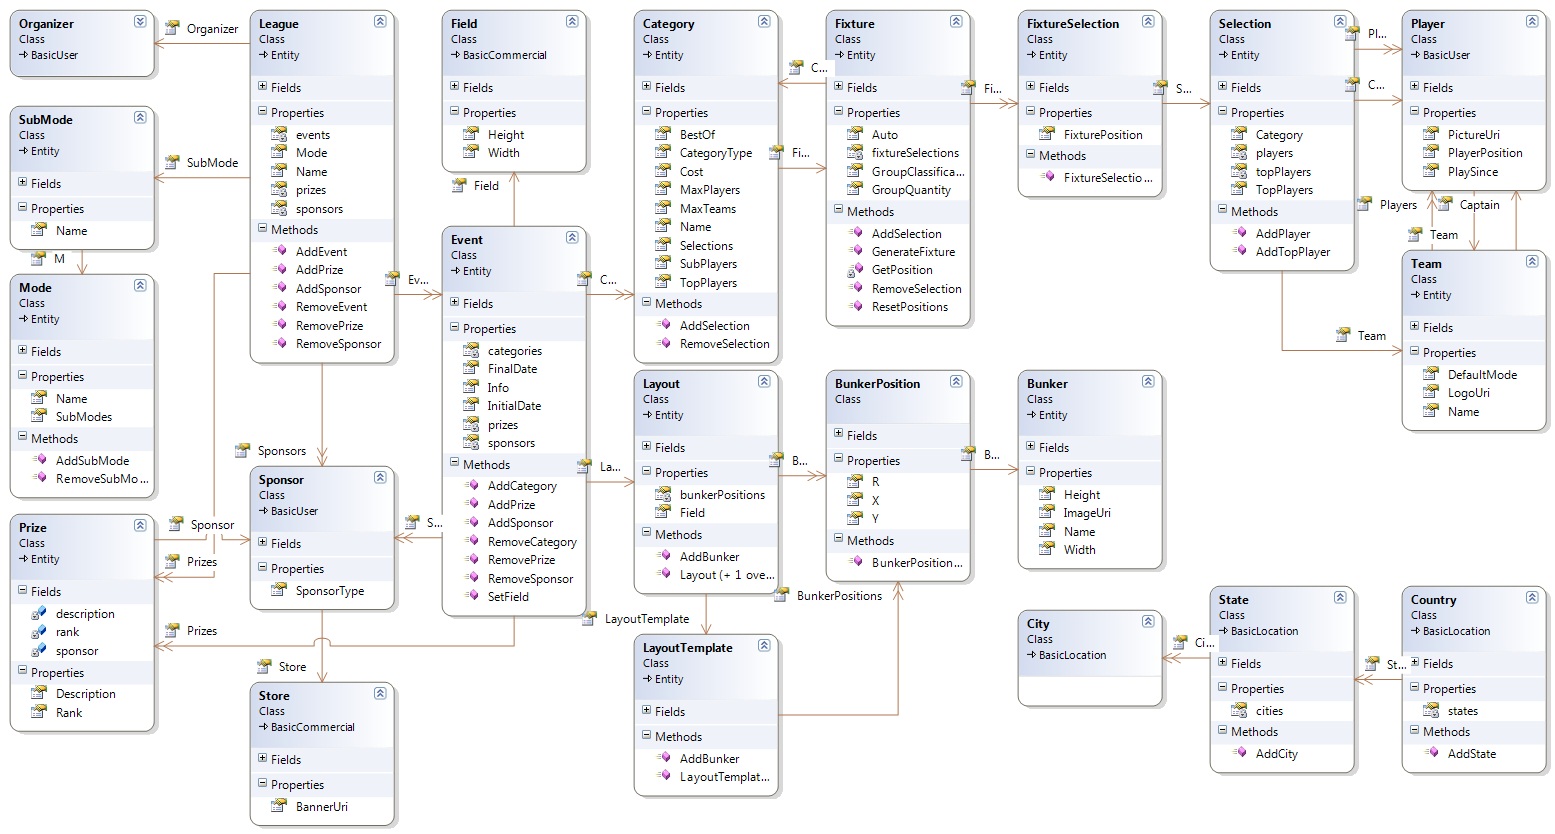 Organizer
Class
BasicUser
Organizer
SubMode
Class
Entity
Fields
Properties
Name
SubMode
M
Mode
Class
Entity
Fields
Properties
Name
SubModes
Methods
AddSubMode
RemoveSubMo...
Prize
Class
Entity
Fields
description
rank
sponsor
Properties
Description
Rank
Sponsor
Prizes
Prizes
League
Class
Entity
Fields
Properties
events
Mode
Name
prizes
sponsors
Methods
AddEvent
AddPrize
AddSponsor
RemoveEvent
RemovePrize
RemoveSponsor
Ev...
Sponsors
Sponsor
Class
BasicUser
Fields
Properties
SponsorType
Store
Store
Class
BasicCommercial
Fields
Properties
BannerUri
Field
Class
BasicCommercial
Fields
Properties
Height
Width
Field
Event
Class
Entity
Fields
Properties
categories
FinalDate
Info
InitialDate
prizes
sponsors
Methods
AddCategory
AddPrize
AddSponsor
RemoveCategory
RemovePrize
RemoveSponsor
SetField
C...
La...
S...
Category
Class
Entity
Fields
Properties
BestOf
CategoryType
Cost
MaxPlayers
MaxTeams
Name
Selections
SubPlayers
TopPlayers
Methods
AddSelection
RemoveSelection
C...
Fi...
Layout
Class
Entity
Fields
Properties
bunkerPositions
Field
Methods
AddBunker
Layout (+ 1 ove...
B...
LayoutTemplate
BunkerPositions
LayoutTemplate
Class
Entity
Fields
Methods
AddBunker
LayoutTemplat...
Fixture
Class
Entity
Fields
Properties
Auto
fixtureSelections
GroupClassifica...
GroupQuantity
Methods
AddSelection
GenerateFixture
GetPosition
RemoveSelection
ResetPositions
Fi...
BunkerPosition
Class
Fields
Properties
R
X
Y
Methods
BunkerPosition...
B...
FixtureSelection
Class
Entity
Fields
Properties
FixturePosition
Methods
FixtureSelectio...
S...
Bunker
Class
Entity
Fields
Properties
Height
ImageUri
Name
Width
City
Class
BasicLocation
Ci...
Selection
Class
Entity
Fields
Properties
Category
players
topPlayers
TopPlayers
Methods
AddPlayer
AddTopPlayer
Pl...
C...
Team
State
Class
BasicLocation
Fields
Properties
cities
Methods
AddCity
St...
Player
Class
BasicUser
Fields
Properties
PictureUri
PlayerPosition
PlaySince
Players
Captain
Team
Team
Class
Entity
Fields
Properties
DefaultMode
LogoUri
Name
Country
Class
BasicLocation
Fields
Properties
states
Methods
AddState